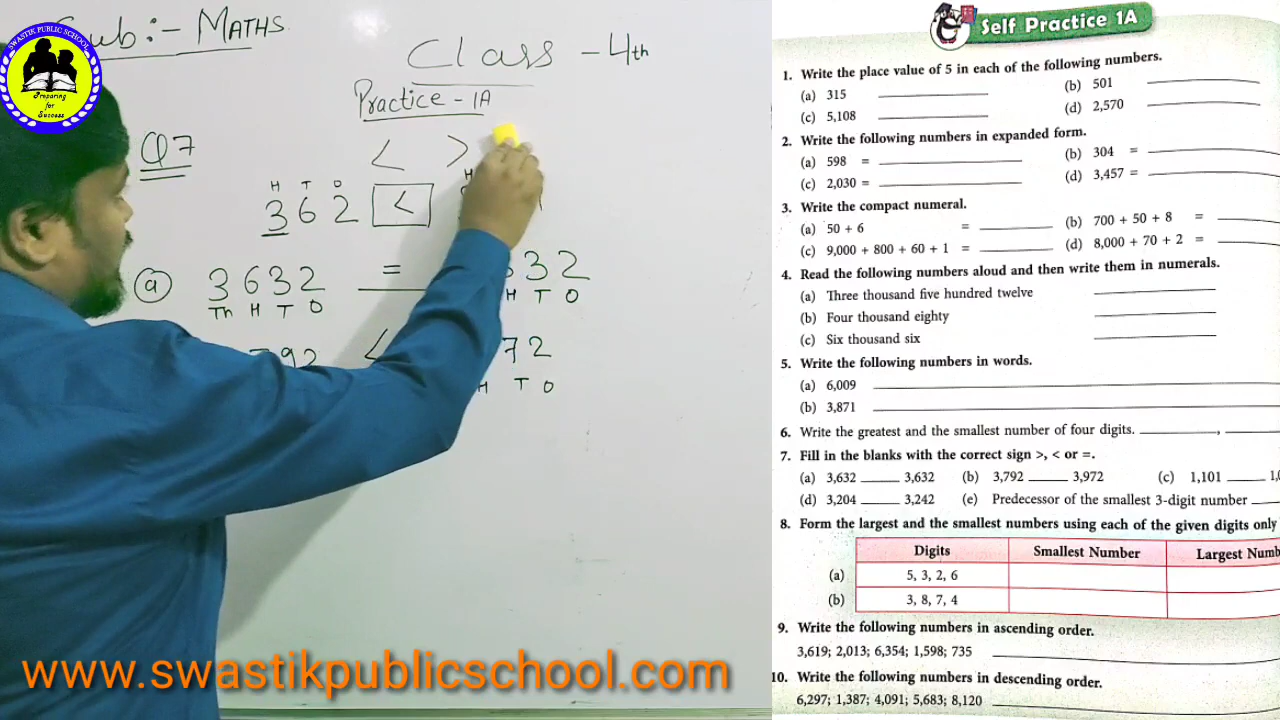 SWASTIK PUBLIC SCHOOL
Preparing
for
Success
Sub:- MATHS
Class - 4th
Practice - 1A
Q7
< >
H T O
3 6 2 <
(a) 3632 = 32
Th H T O H T O
792 < 72
H T O
www.swastikpublicschool.com
Self Practice 1A
1. Write the place value of 5 in each of the following numbers.
(a) 315 (b) 501
(c) 5,108 (d) 2,570
2. Write the following numbers in expanded form.
(a) 598 = (b) 304 =
(c) 2,030 = (d) 3,457 =
3. Write the compact numeral.
(a) 50 + 6 = (b) 700 + 50 + 8 =
(c) 9,000 + 800 + 60 + 1 = (d) 8,000 + 70 + 2 =
4. Read the following numbers aloud and then write them in numerals.
(a) Three thousand five hundred twelve
(b) Four thousand eighty
(c) Six thousand six
5. Write the following numbers in words.
(a) 6,009
(b) 3,871
6. Write the greatest and the smallest number of four digits. ,
7. Fill in the blanks with the correct sign >, < or =.
(a) 3,632 3,632 (b) 3,792 3,972 (c) 1,101
(d) 3,204 3,242 (e) Predecessor of the smallest 3-digit number
8. Form the largest and the smallest numbers using each of the given digits only
Digits Smallest Number Largest
(a) 5, 3, 2, 6
(b) 3, 8, 7, 4
9. Write the following numbers in ascending order.
3,619; 2,013; 6,354; 1,598; 735
10. Write the following numbers in descending order.
6,297; 1,387; 4,091; 5,683; 8,120